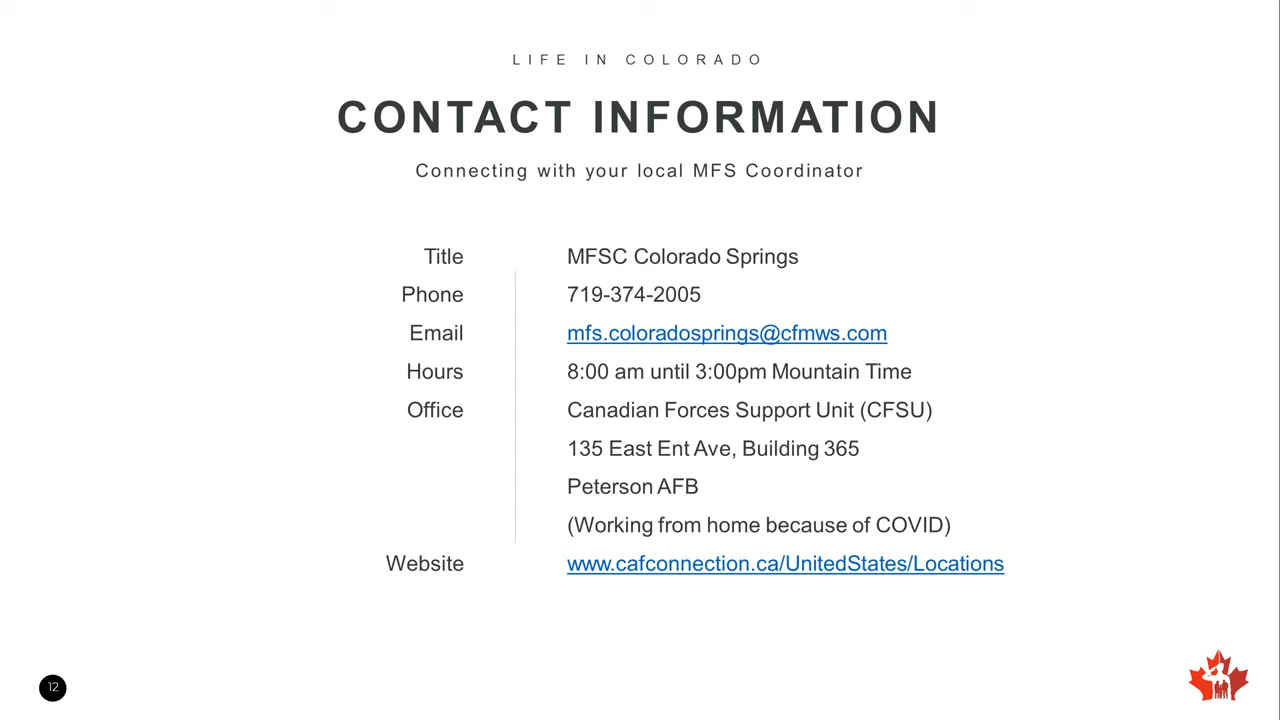 LIFE IN COLORADO
CONTACT INFORMATION
Connecting with your local MFS Coordinator
Title MFSC Colorado Springs
Phone 719-374-2005
Email mfs.coloradosprings@cfmws.com
Hours 8:00 am until 3:00pm Mountain Time
Office Canadian Forces Support Unit (CFSU)
135 East Ent Ave, Building 365
Peterson AFB
(Working from home because of COVID)
Website www.cafconnection.ca/UnitedStates/Locations
12